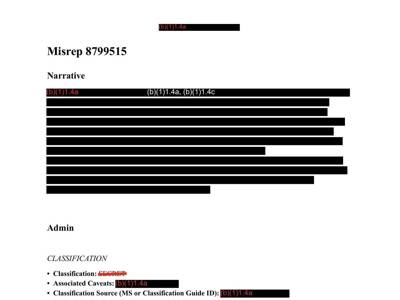 (b)(1)1.4a
Misrep 8799515
Narrative
(b)(1)1.4a (b)(1)1.4a, (b)(1)1.4c
Admin
CLASSIFICATION
• Classification: SECRET
• Associated Caveats: (b)(1)1.4a
• Classification Source (MS or Classification Guide ID): (b)(1)1.4a